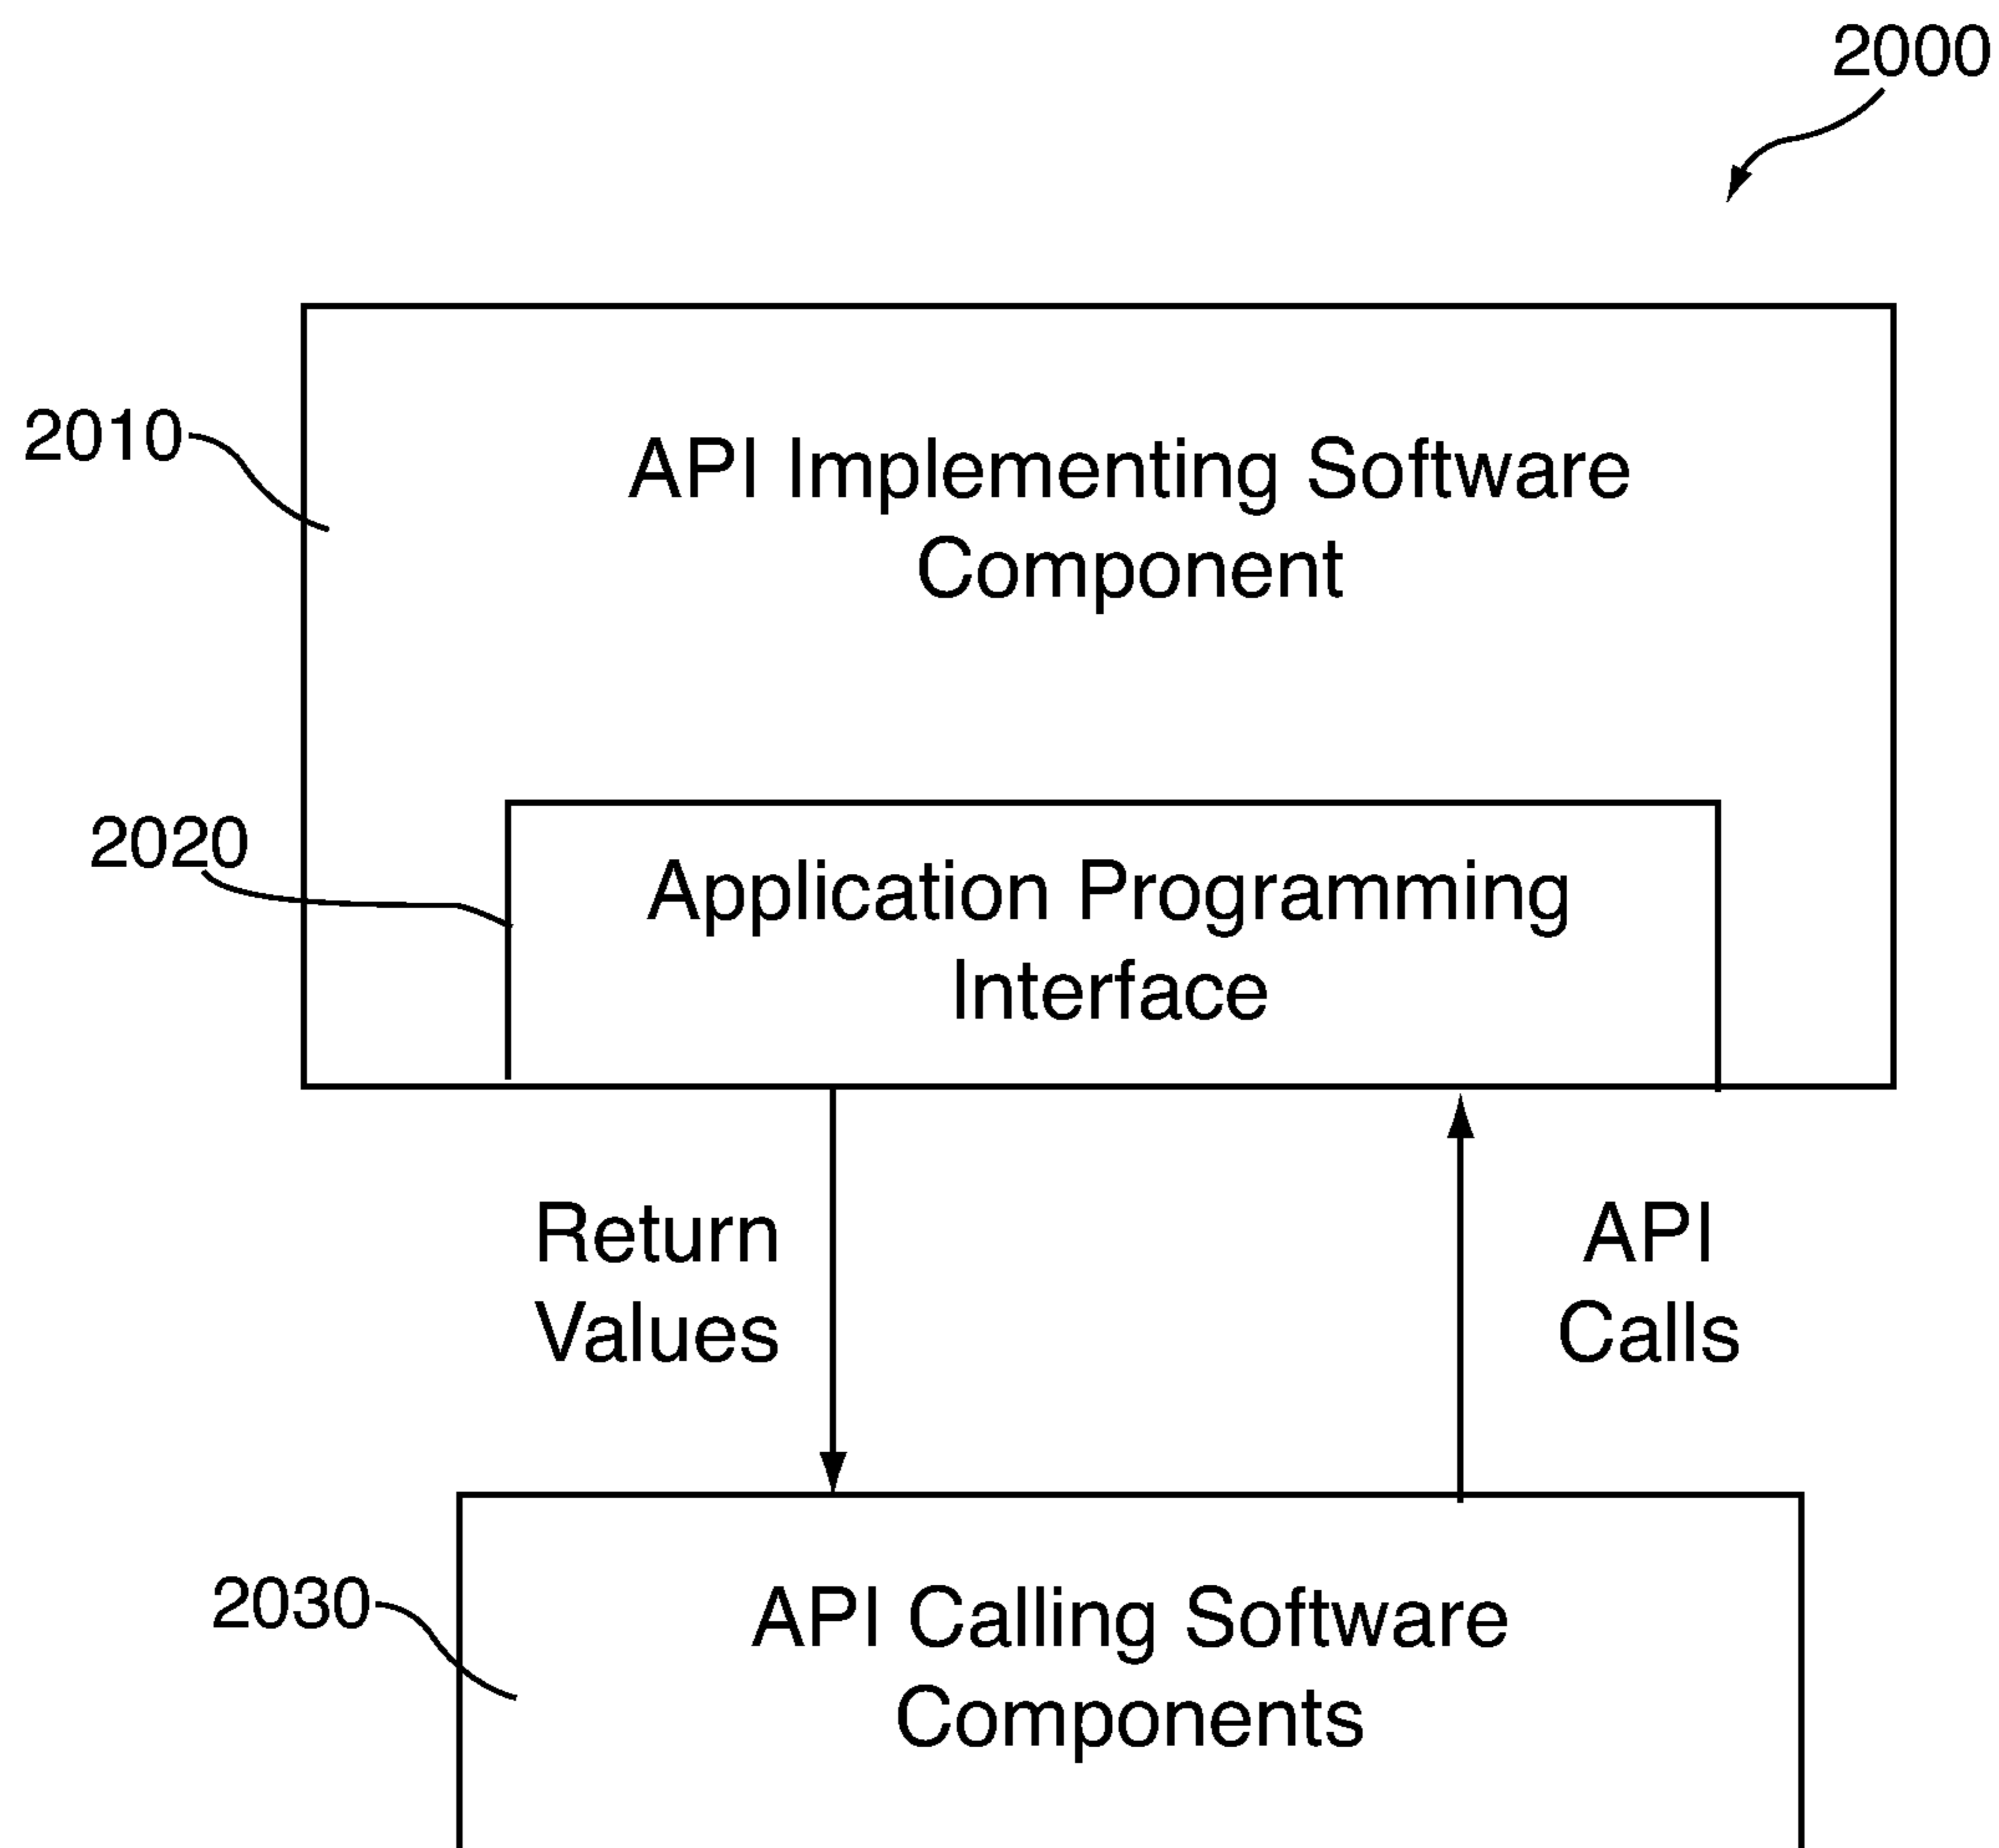 2000
2010
API Implementing Software
Component
2020
Application Programming
Interface
Return
Values
API
Calls
2030
API Calling Software
Components